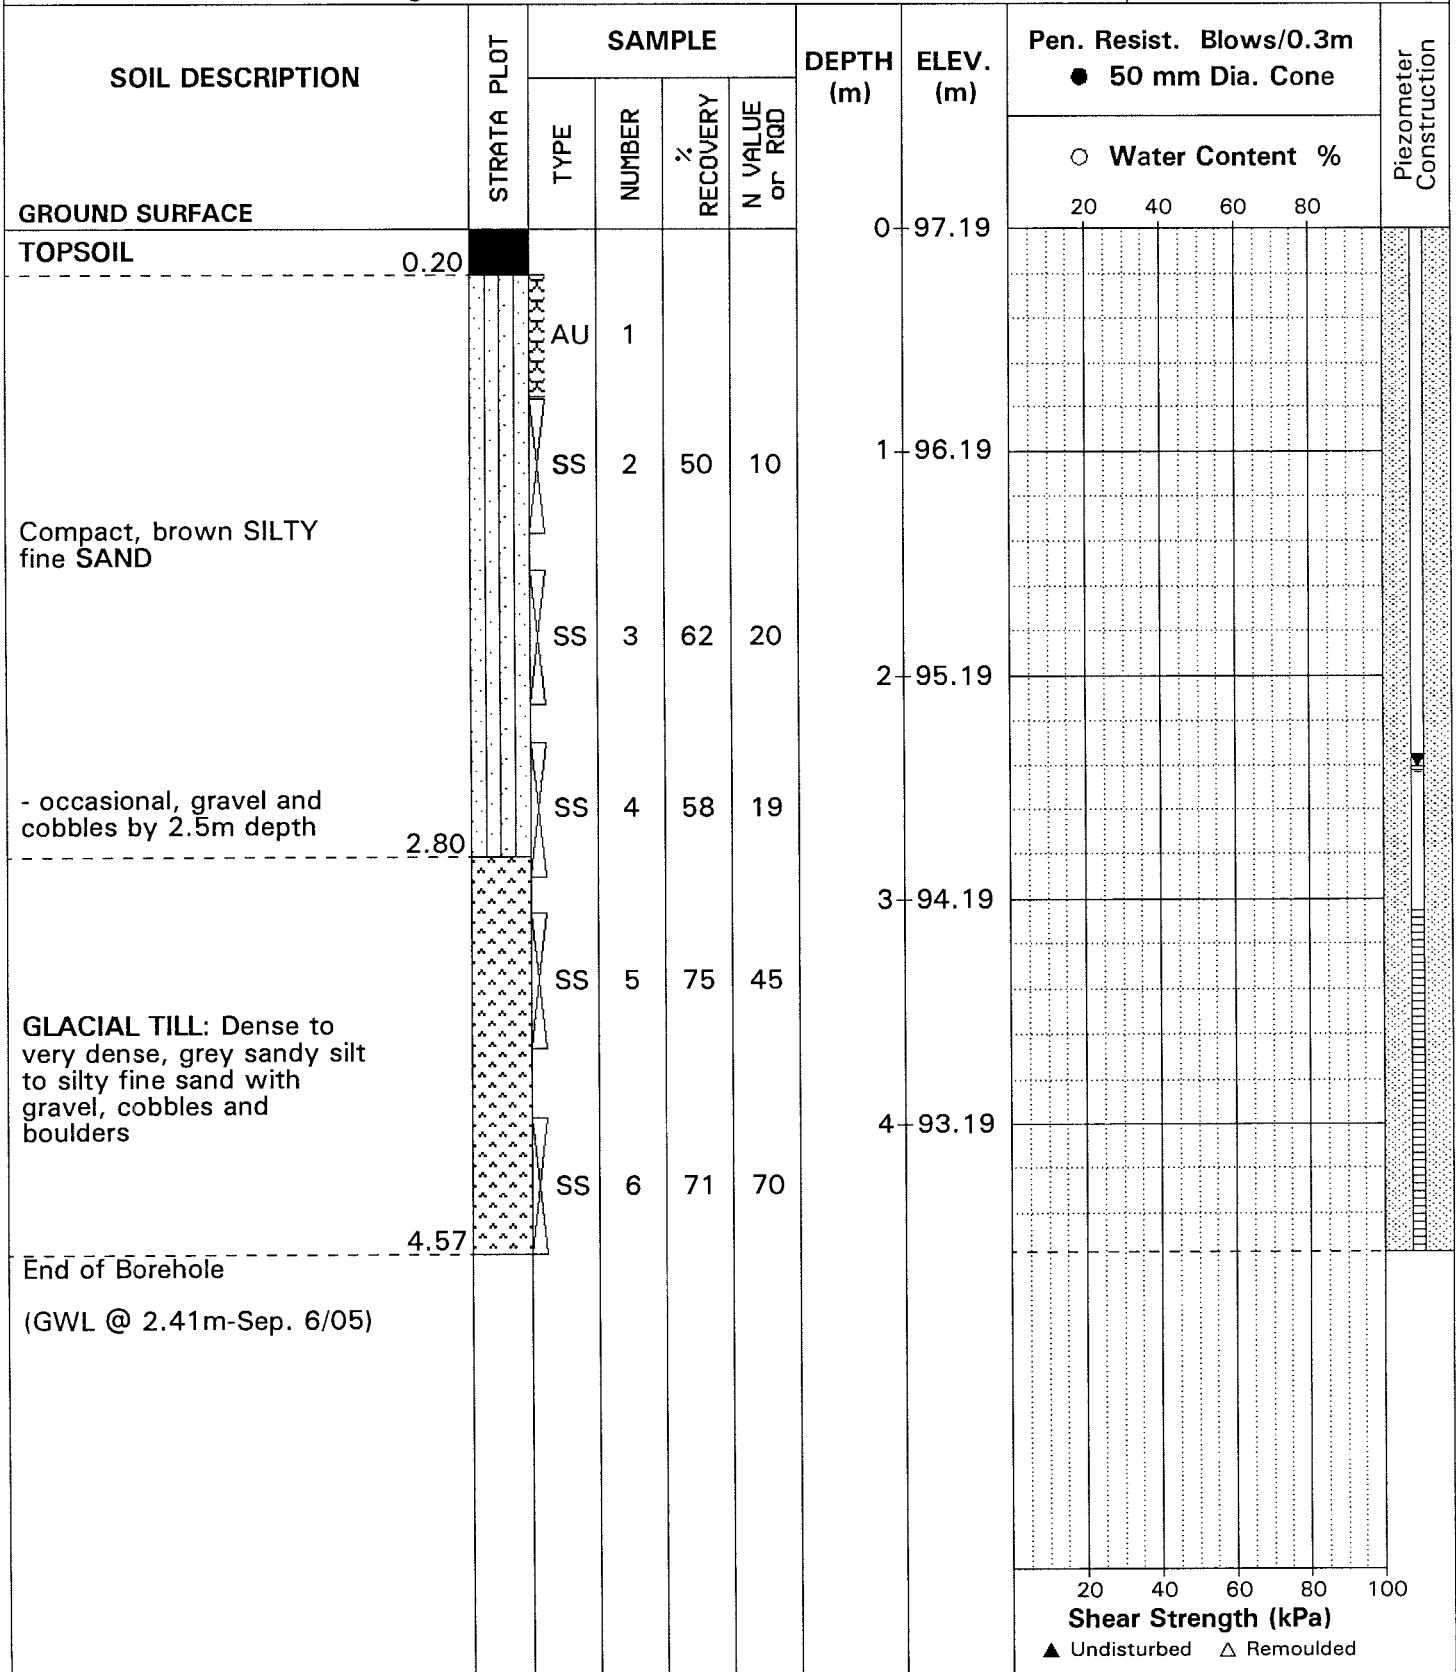 SOIL DESCRIPTION
GROUND SURFACE
STRATA PLOT
SAMPLE
TYPE
NUMBER
%
RECOVERY
N VALUE
or RQD
DEPTH
(m)
ELEV.
(m)
Pen. Resist. Blows/0.3m
● 50 mm Dia. Cone
○ Water Content %
20 40 60 80
Piezometer
Construction
0 97.19
TOPSOIL
0.20
AU 1
1 96.19
SS 2 50 10
Compact, brown SILTY
fine SAND
SS 3 62 20
2 95.19
- occasional, gravel and
cobbles by 2.5m depth
SS 4 58 19
2.80
3 94.19
SS 5 75 45
GLACIAL TILL: Dense to
very dense, grey sandy silt
to silty fine sand with
gravel, cobbles and
boulders
4 93.19
SS 6 71 70
4.57
End of Borehole
(GWL @ 2.41m-Sep. 6/05)
20 40 60 80 100
Shear Strength (kPa)
▲ Undisturbed △ Remoulded